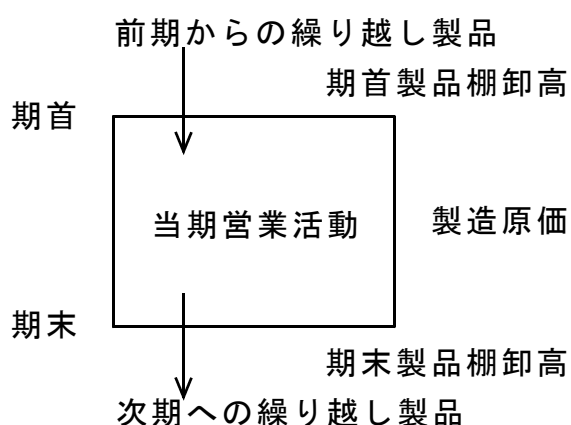 前期からの繰り越し製品
期首製品棚卸高
期首
当期営業活動
製造原価
期末
期末製品棚卸高
次期への繰り越し製品